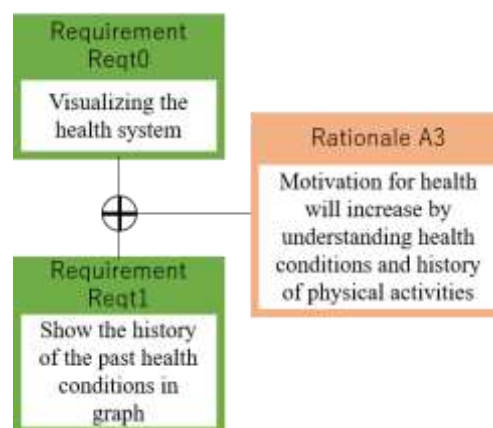 Requirement
Reqt0
Visualizing the
health system
Rationale A3
Motivation for health
will increase by
understanding health
conditions and history
of physical activities
Requirement
Reqt1
Show the history
of the past health
conditions in
graph